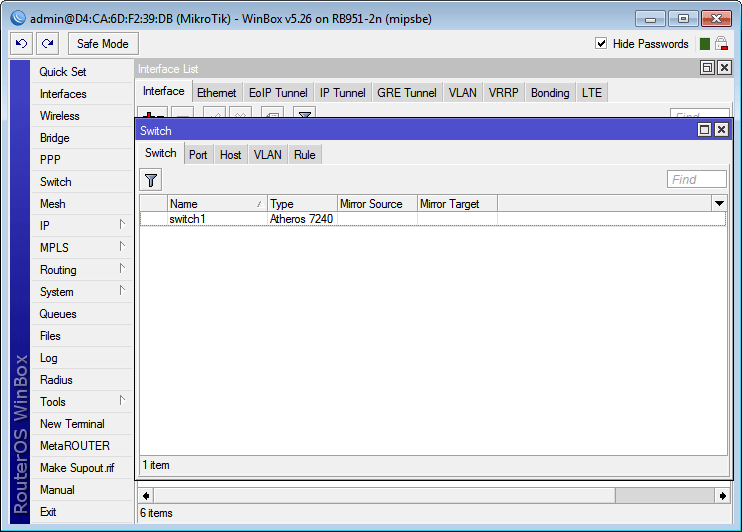 admin@D4:CA:6D:F2:39:DB (MikroTik) - WinBox v5.26 on RB951-2n (mipsbe)
Safe Mode
Hide Passwords
RouterOS WinBox
Quick Set
Interfaces
Wireless
Bridge
PPP
Switch
Mesh
IP
MPLS
Routing
System
Queues
Files
Log
Radius
Tools
New Terminal
MetaROUTER
Make Supout.rif
Manual
Exit
Interface List
Interface Ethernet EoIP Tunnel IP Tunnel GRE Tunnel VLAN VRRP Bonding LTE
Find
Switch
Switch Port Host VLAN Rule
Find
Name Type Mirror Source Mirror Target
switch1 Atheros 7240
1 item
6 items